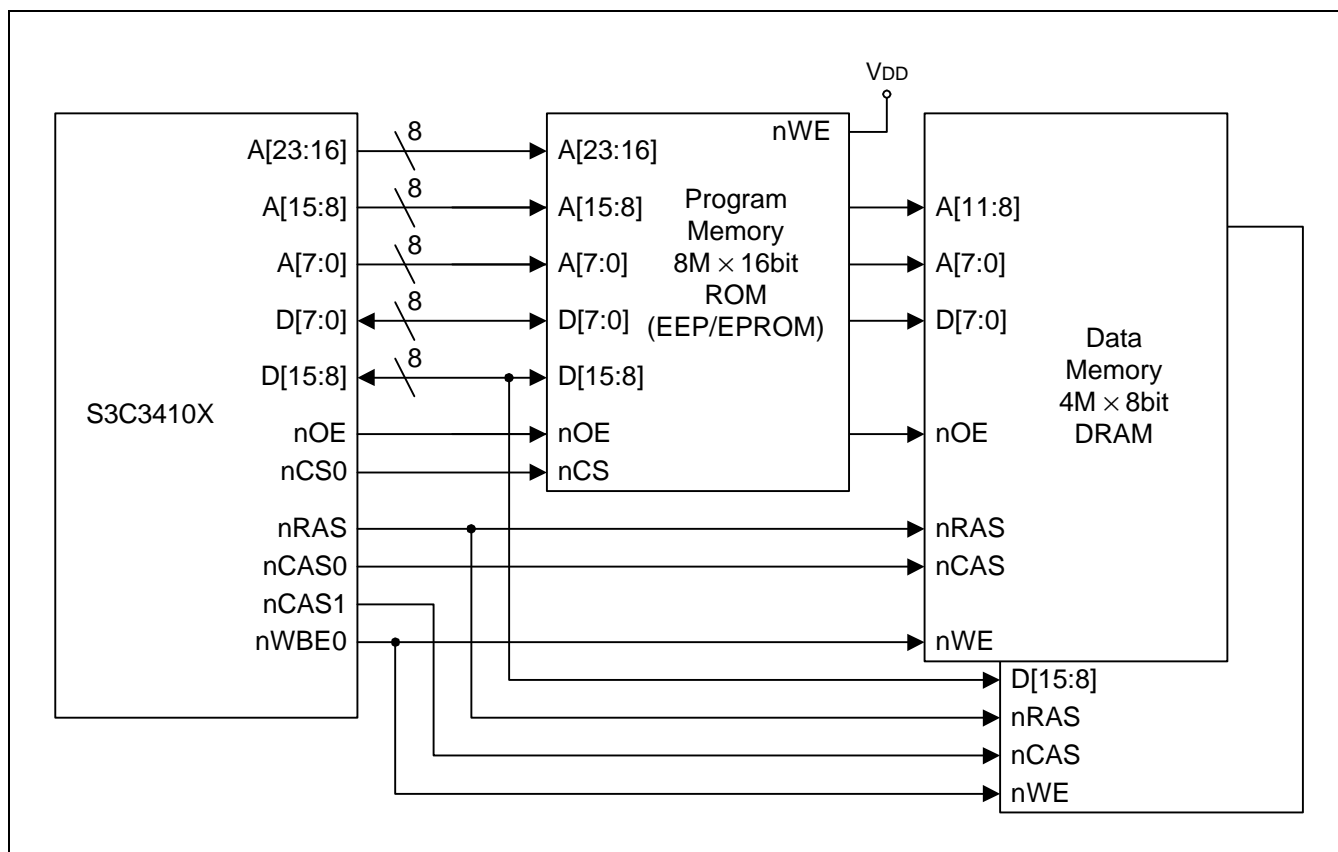 VDD
S3C3410X
A[23:16]
A[15:8]
A[7:0]
D[7:0]
D[15:8]
nOE
nCS0
nRAS
nCAS0
nCAS1
nWBE0
8
8
8
8
8
nWE
A[23:16]
A[15:8]
A[7:0]
D[7:0]
D[15:8]
nOE
nCS
Program
Memory
8M × 16bit
ROM
(EEP/EPROM)
A[11:8]
A[7:0]
D[7:0]
nOE
nRAS
nCAS
nWE
Data
Memory
4M × 8bit
DRAM
D[15:8]
nRAS
nCAS
nWE